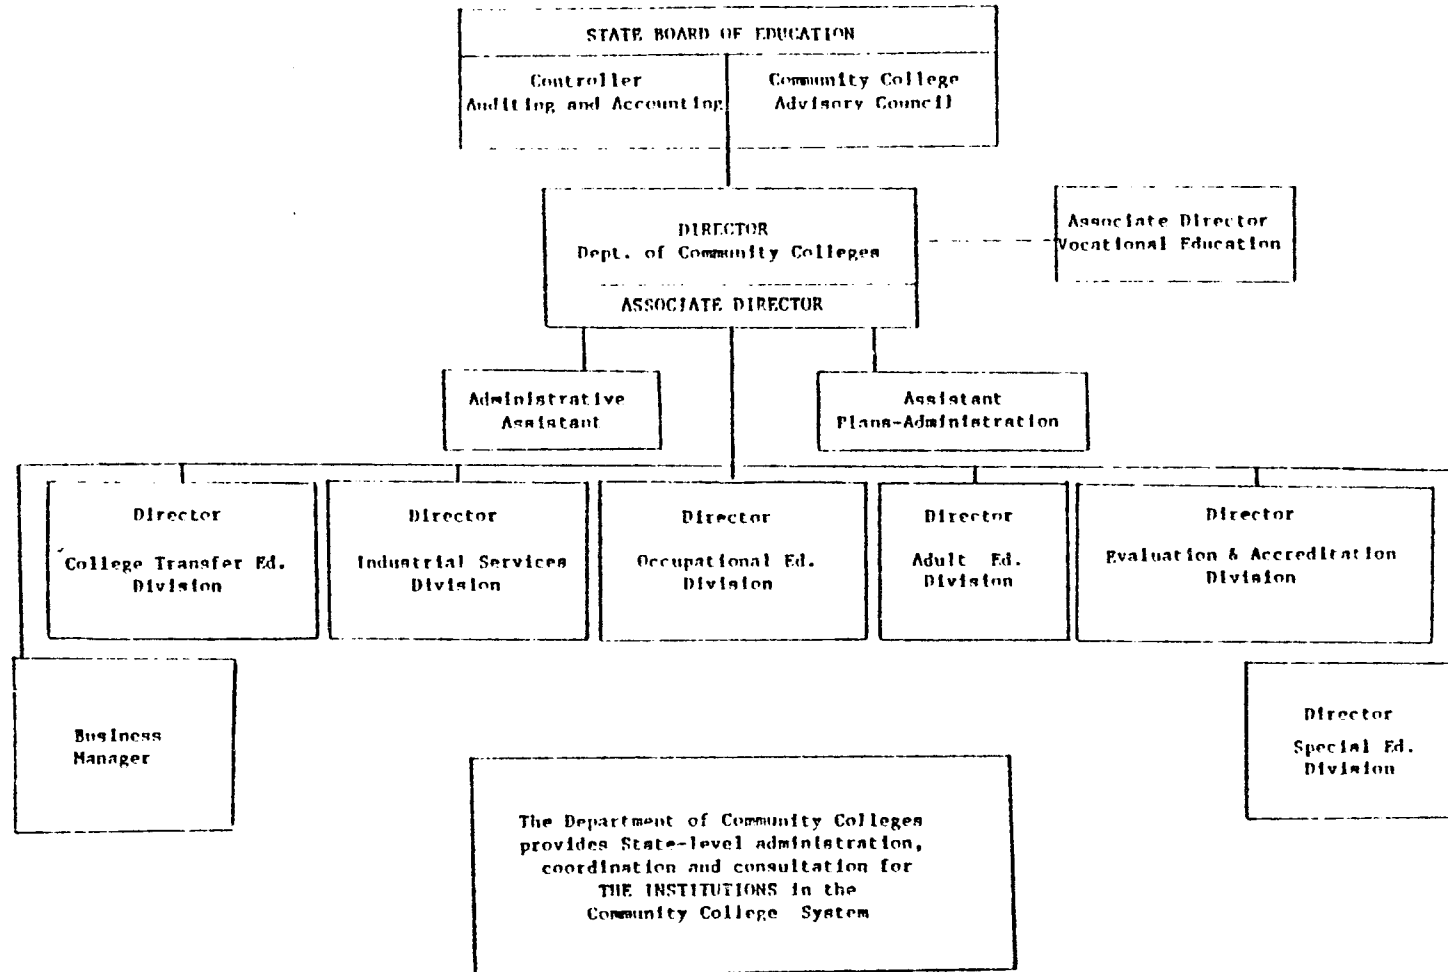 STATE BOARD OF EDUCATION
Controller
Auditing and Accounting
Community College
Advisory Council
DIRECTOR
Dept. of Community Colleges
ASSOCIATE DIRECTOR
Associate Director
Vocational Education
Administrative
Assistant
Assistant
Plans-Administration
Director
College Transfer Ed.
Division
Director
Industrial Services
Division
Director
Occupational Ed.
Division
Director
Adult Ed.
Division
Director
Evaluation & Accreditation
Division
Business
Manager
Director
Special Ed.
Division
The Department of Community Colleges
provides State-level administration,
coordination and consultation for
THE INSTITUTIONS in the
Community College System